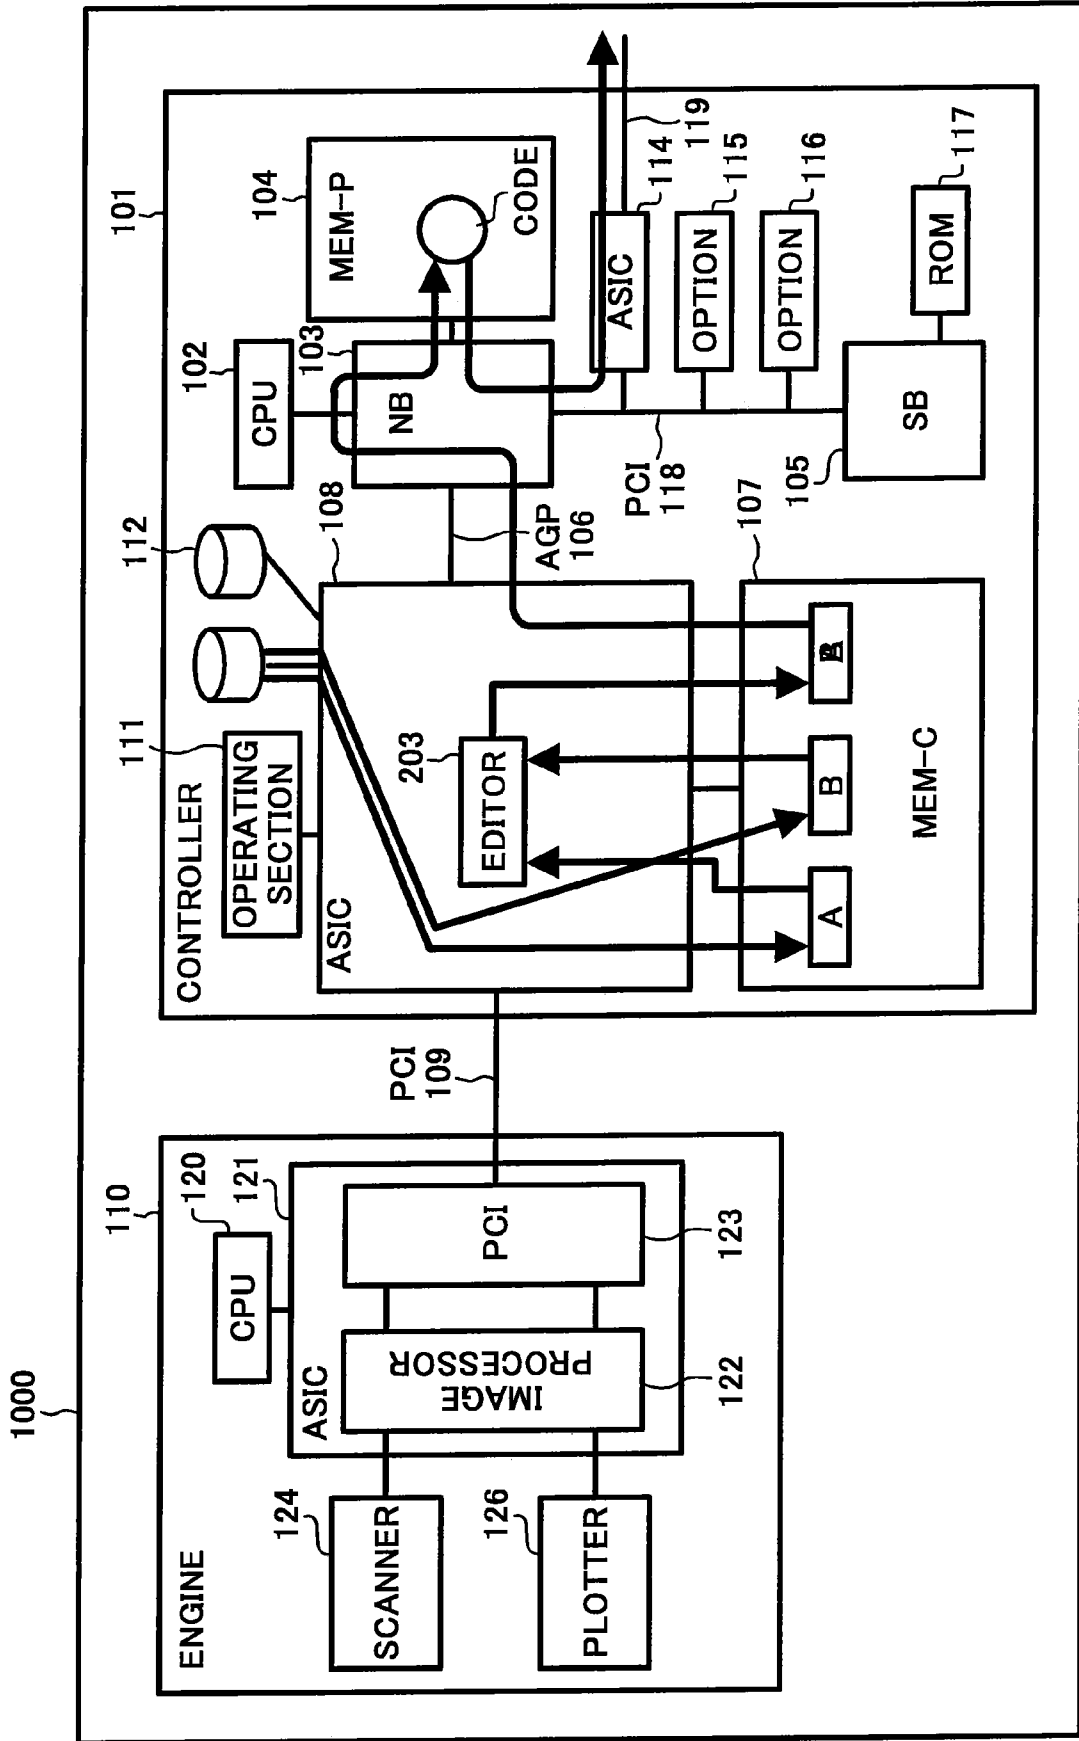 1000
110
ENGINE
120
CPU
121
ASIC
124
SCANNER
126
PLOTTER
IMAGE
PROCESSOR
122
PCI
123
PCI
109
101
CONTROLLER
111
OPERATING
SECTION
112
108
ASIC
203
EDITOR
107
A
B
MEM-C
AGP
106
102
CPU
103
NB
104
MEM-P
CODE
PCI
118
119
114
ASIC
115
OPTION
116
OPTION
105
SB
117
ROM